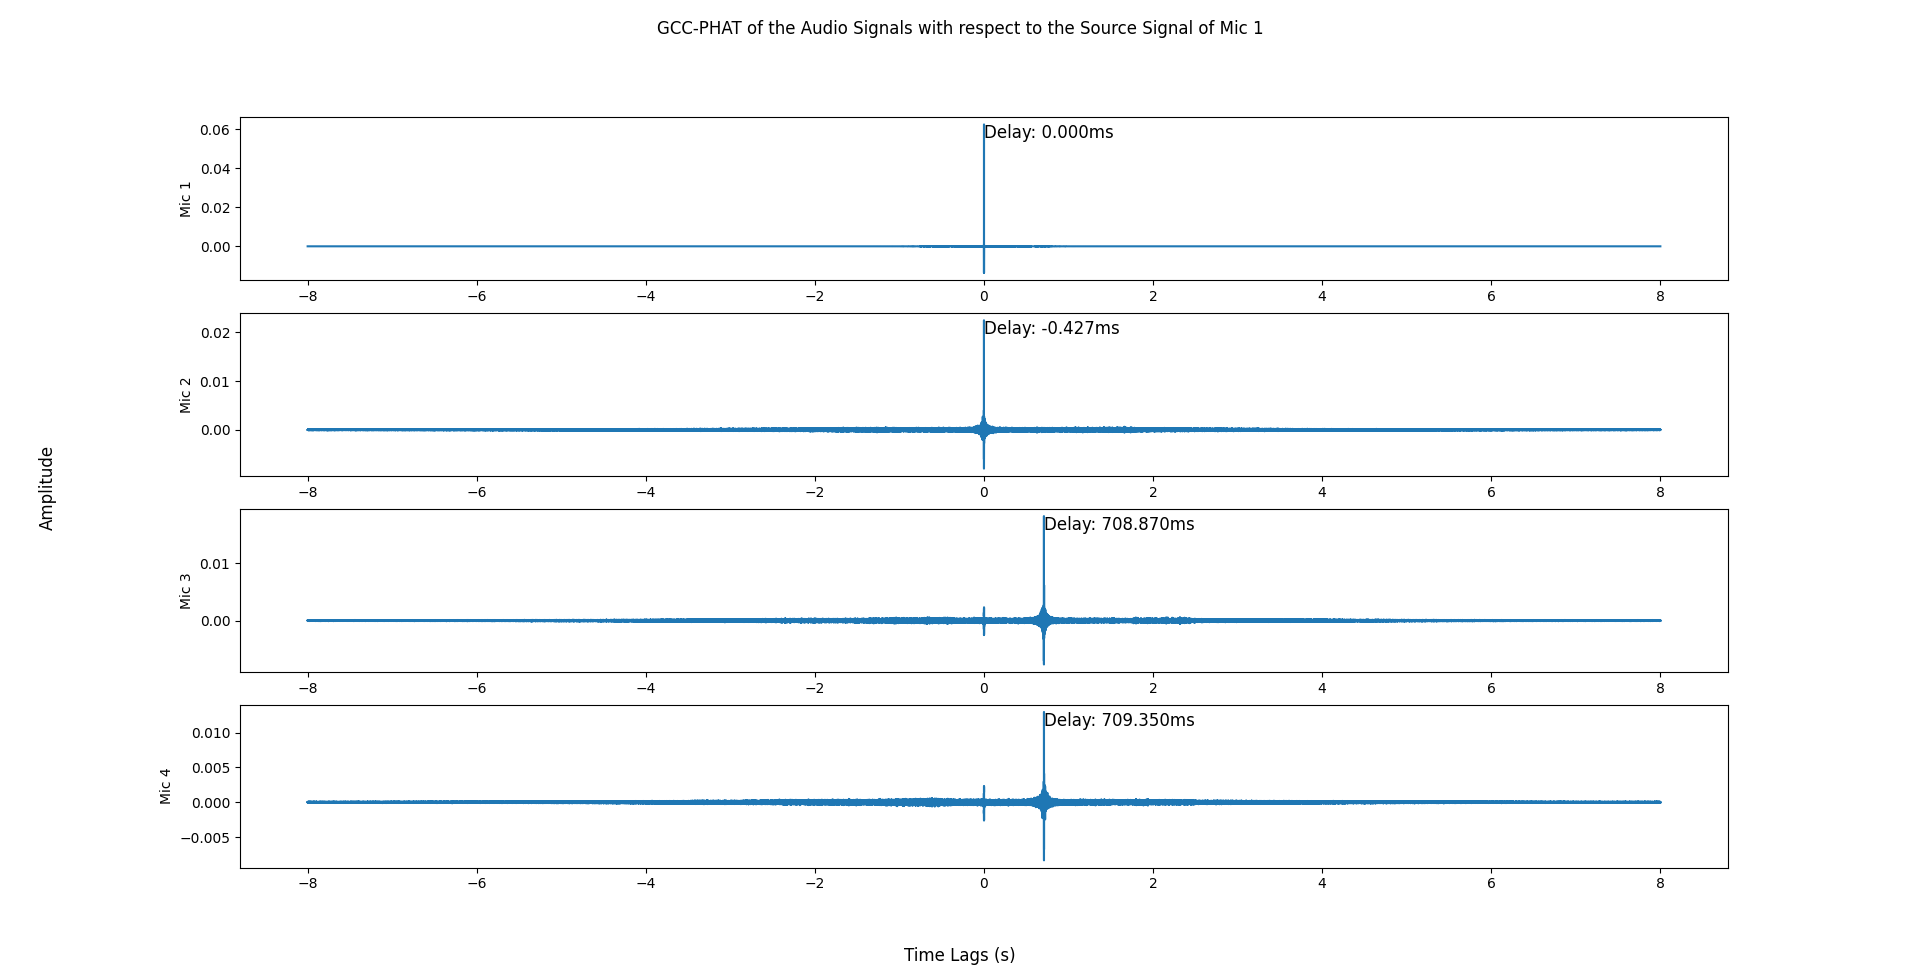 GCC-PHAT of the Audio Signals with respect to the Source Signal of Mic 1
Amplitude
Mic 1
0.06
0.04
0.02
0.00
Delay: 0.000ms
−8 −6 −4 −2 0 2 4 6 8
Mic 2
0.02
0.01
0.00
Delay: -0.427ms
−8 −6 −4 −2 0 2 4 6 8
Mic 3
0.01
0.00
Delay: 708.870ms
−8 −6 −4 −2 0 2 4 6 8
Mic 4
0.010
0.005
0.000
−0.005
Delay: 709.350ms
−8 −6 −4 −2 0 2 4 6 8
Time Lags (s)